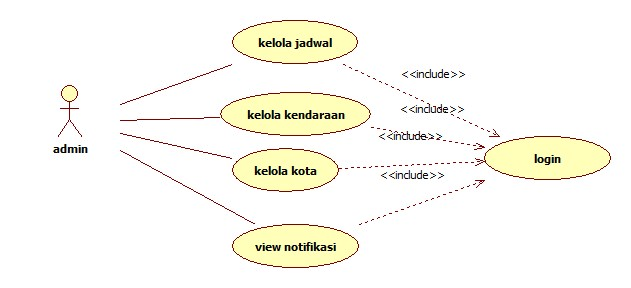 kelola jadwal
<<include>>
<<include>>
kelola kendaraan
<<include>>
admin
login
kelola kota
<<include>>
view notifikasi